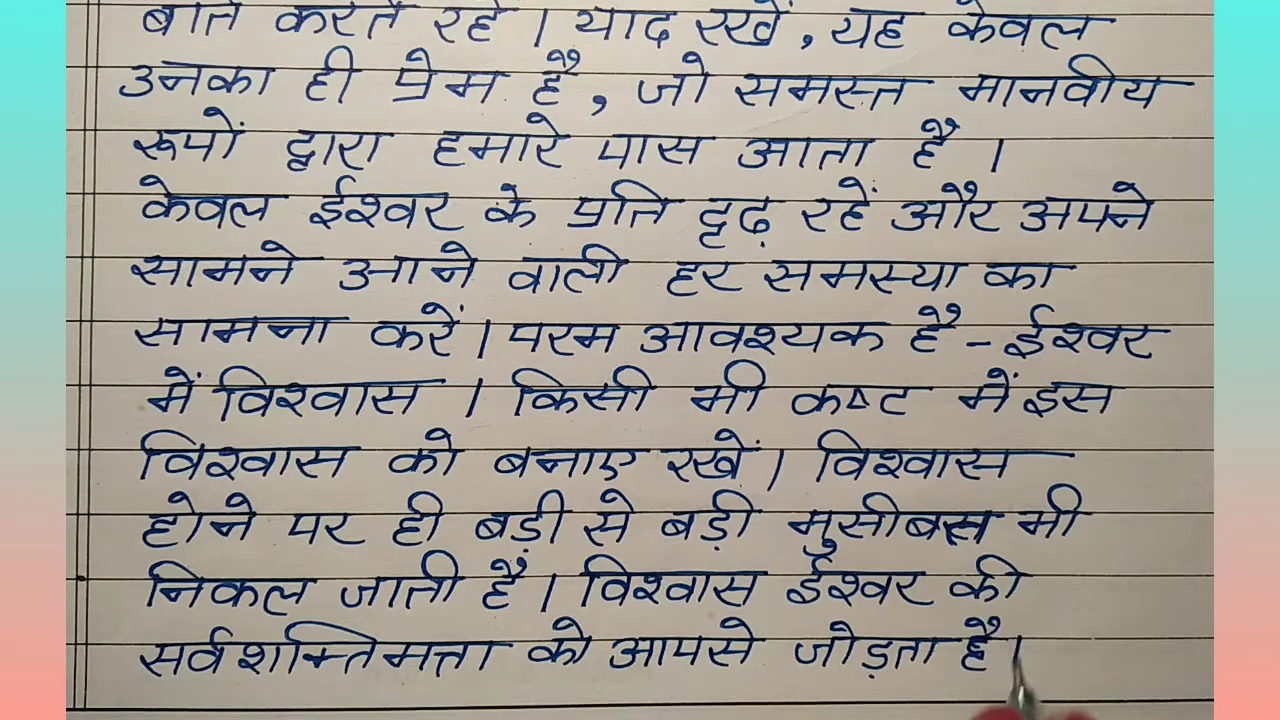 बात करते रहें । याद रखें, यह केवल
उनका ही प्रेम है, जो समस्त मानवीय
रूपों द्वारा हमारे पास आता है ।
केवल ईश्वर के प्रति दृढ़ रहें और अपने
सामने आने वाली हर समस्या का
सामना करें । परम आवश्यक है - ईश्वर
में विश्वास । किसी भी कष्ट में इस
विश्वास को बनाए रखें । विश्वास
होने पर ही बड़ी से बड़ी मुसीबत भी
निकल जाती है । विश्वास ईश्वर की
सर्वशक्तिमत्ता को आपसे जोड़ता है ।